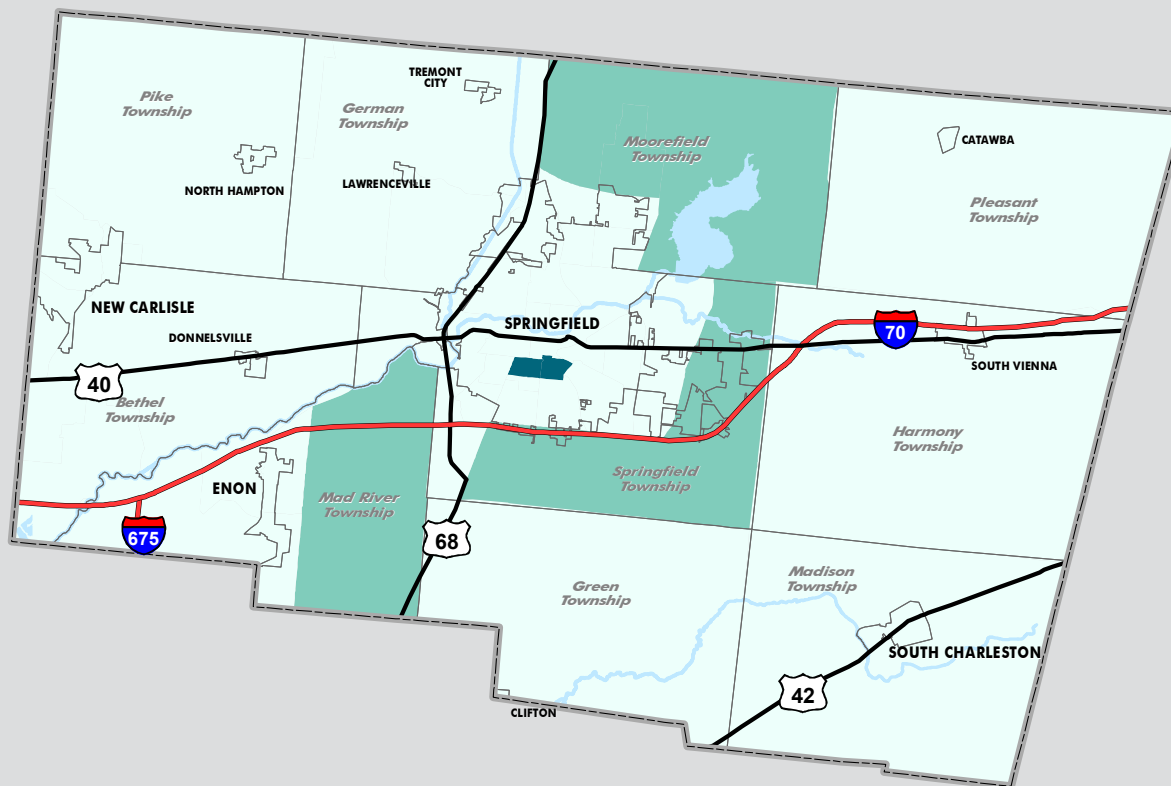 TREMONT
CITY
Pike
Township
German
Township
Moorefield
Township
CATAWBA
NORTH HAMPTON
LAWRENCEVILLE
Pleasant
Township
NEW CARLISLE
DONNELSVILLE
SPRINGFIELD
70
SOUTH VIENNA
40
Bethel
Township
Harmony
Township
ENON
Mad River
Township
Springfield
Township
675
68
Green
Township
Madison
Township
SOUTH CHARLESTON
42
CLIFTON